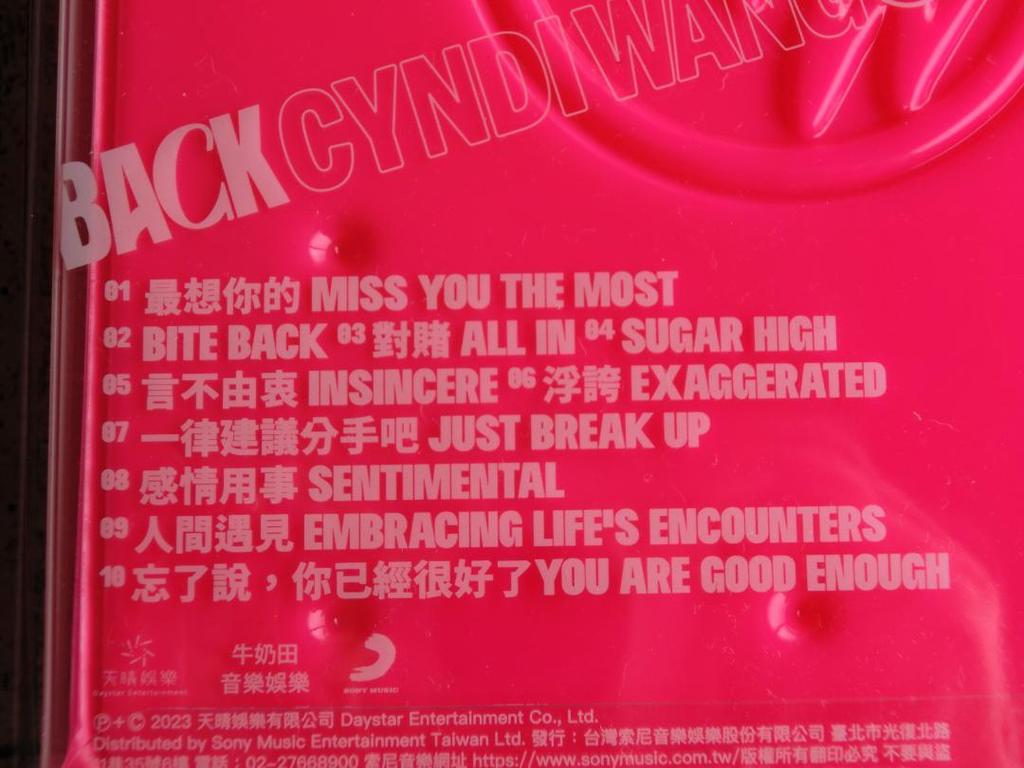 BACK CYNDI WANG
01 最想你的 MISS YOU THE MOST
02 BITE BACK 03 對賭 ALL IN 04 SUGAR HIGH
05 言不由衷 INSINCERE 06 浮誇 EXAGGERATED
07 一律建議分手吧 JUST BREAK UP
08 感情用事 SENTIMENTAL
09 人間遇見 EMBRACING LIFE'S ENCOUNTERS
10 忘了說，你已經很好了 YOU ARE GOOD ENOUGH
天晴娛樂
Daystar Entertainment
牛奶田
音樂娛樂
SONY MUSIC
Ⓟ+© 2023 天晴娛樂有限公司 Daystar Entertainment Co., Ltd.
Distributed by Sony Music Entertainment Taiwan Ltd. 發行：台灣索尼音樂娛樂股份有限公司 臺北市光復北路
11巷35號6樓 電話：02-27668900 索尼音樂網址 https://www.sonymusic.com.tw/版權所有翻印必究 不要與盜